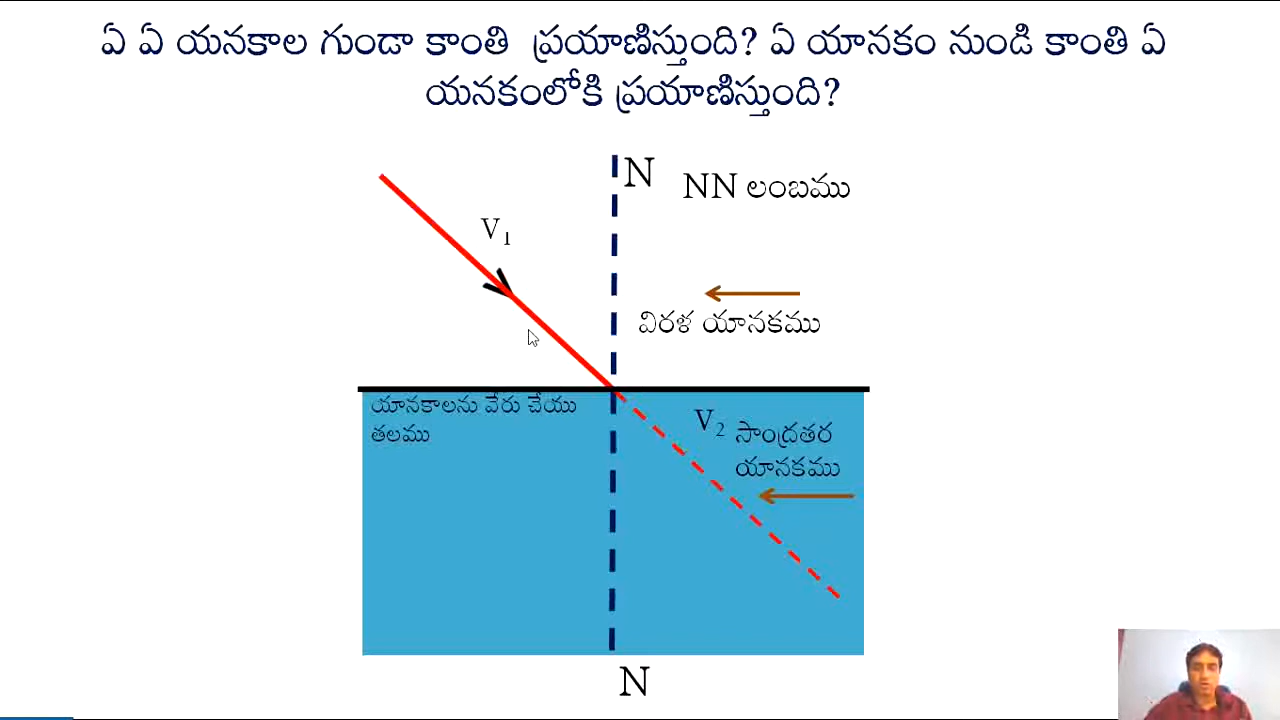 ఏ ఏ యనకాల గుండా కాంతి ప్రయాణిస్తుంది? ఏ యానకం నుండి కాంతి ఏ
యనకంలోకి ప్రయాణిస్తుంది?
N
NN లంబము
V₁
విరళ యానకము
యానకాలను వేరు చేయు
తలము
V₂
సాంద్రతర
యానకము
N